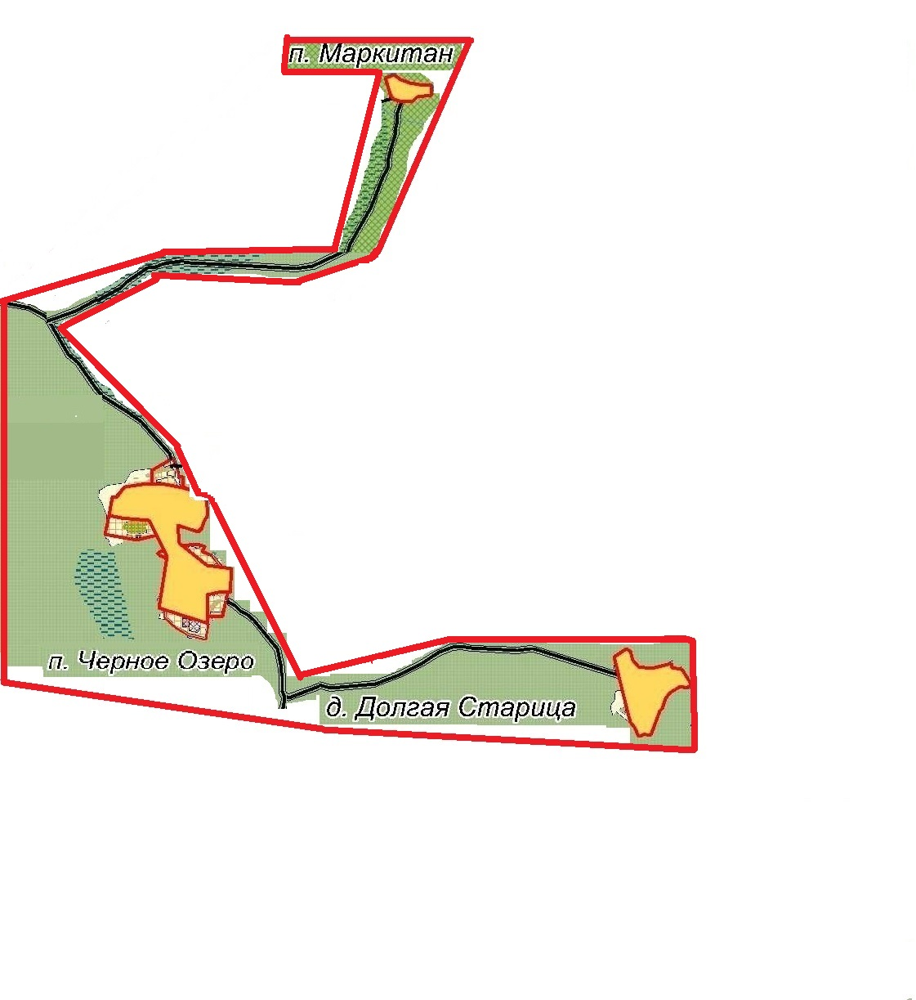 п. Маркитан
п. Черное Озеро
д. Долгая Старица